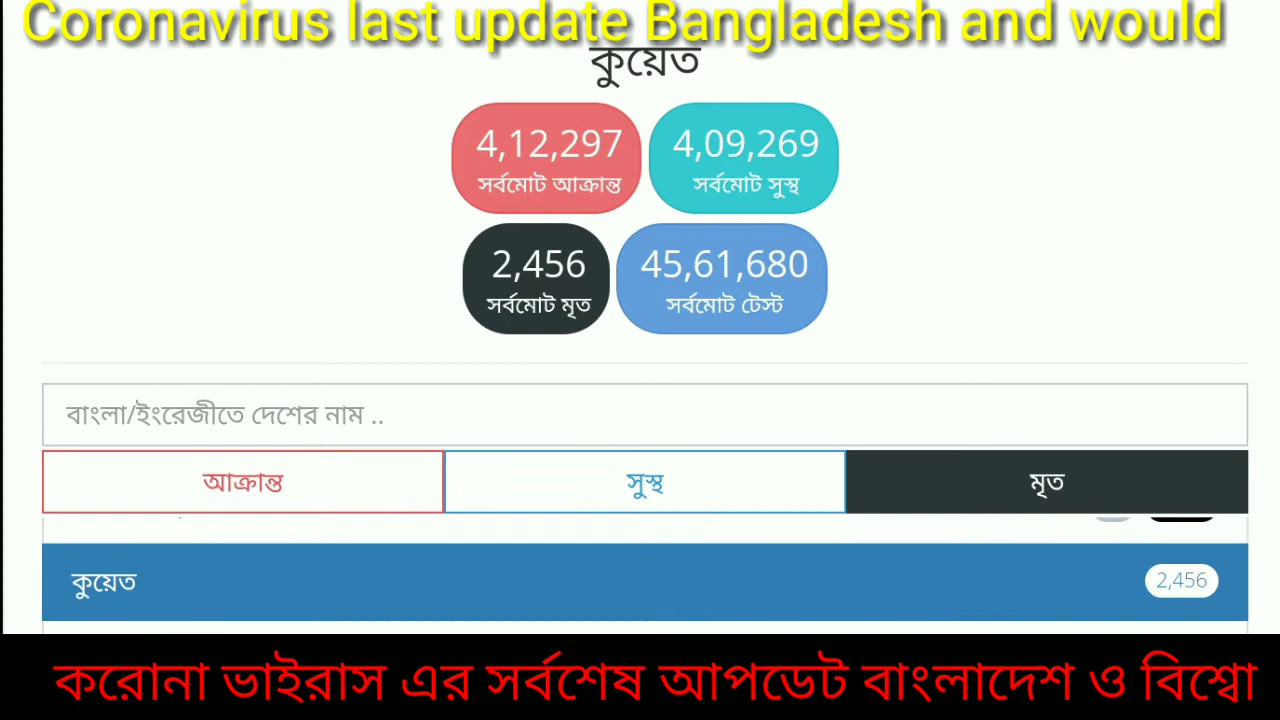 Coronavirus last update Bangladesh and would
কুয়েত
4,12,297 4,09,269
সর্বমোট আক্রান্ত সর্বমোট সুস্থ
2,456 45,61,680
সর্বমোট মৃত সর্বমোট টেস্ট
বাংলা/ইংরেজীতে দেশের নাম ..
আক্রান্ত সুস্থ মৃত
কুয়েত 2,456
করোনা ভাইরাস এর সর্বশেষ আপডেট বাংলাদেশ ও বিশ্বো